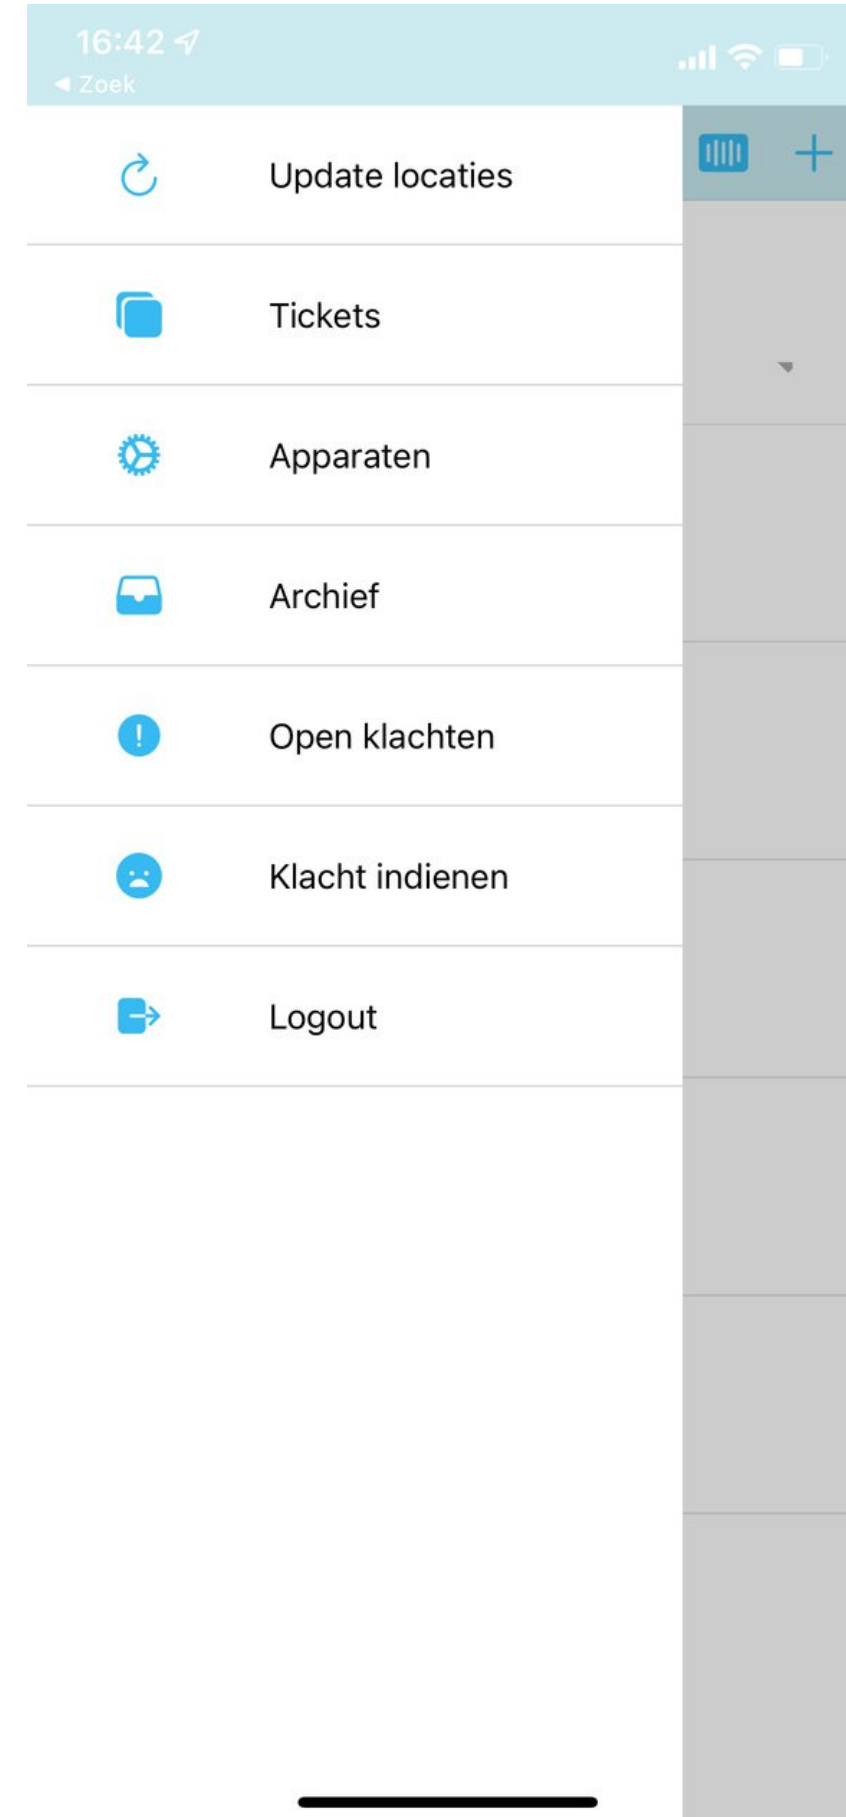 16:42
Zoek
Update locaties
Tickets
Apparaten
Archief
Open klachten
Klacht indienen
Logout